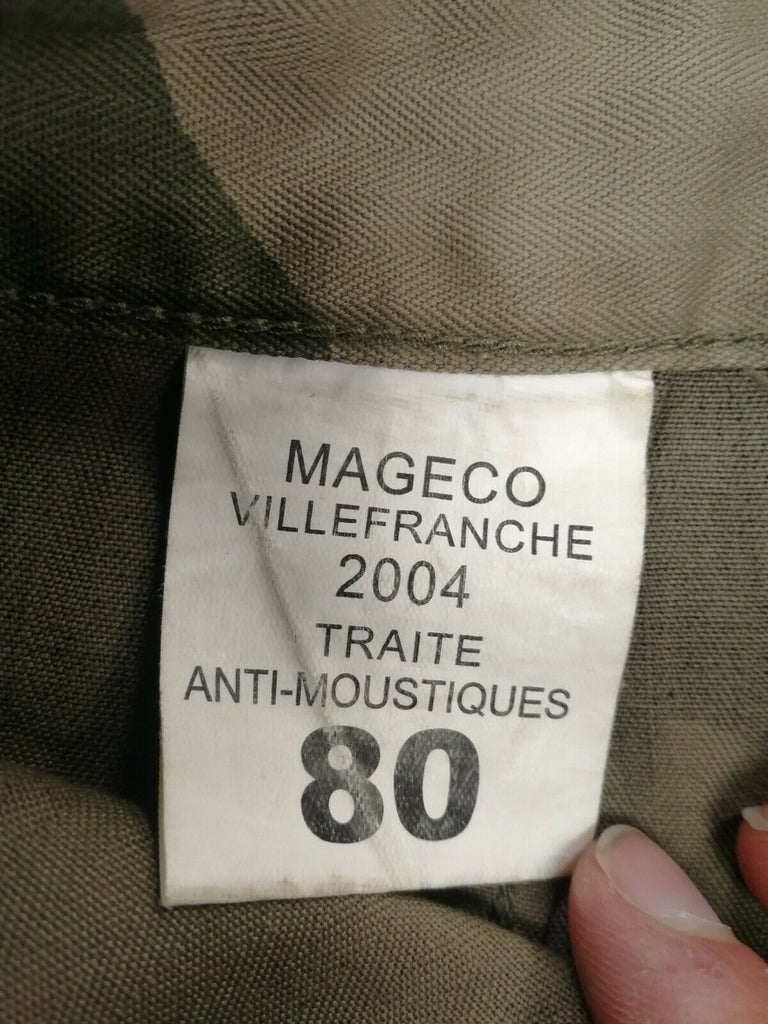 MAGECO
VILLEFRANCHE
2004
TRAITE
ANTI-MOUSTIQUES
80